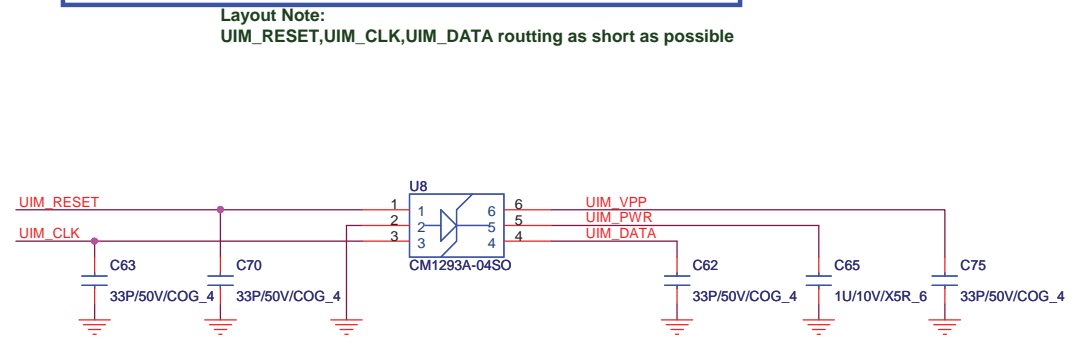 Layout Note:
UIM_RESET,UIM_CLK,UIM_DATA routting as short as possible
U8
UIM_RESET 1 1 6 6 UIM_VPP
2 2 5 5 UIM_PWR
UIM_CLK 3 3 4 4 UIM_DATA
CM1293A-04SO
C63 C70 C62 C65 C75
33P/50V/COG_4 33P/50V/COG_4 33P/50V/COG_4 1U/10V/X5R_6 33P/50V/COG_4